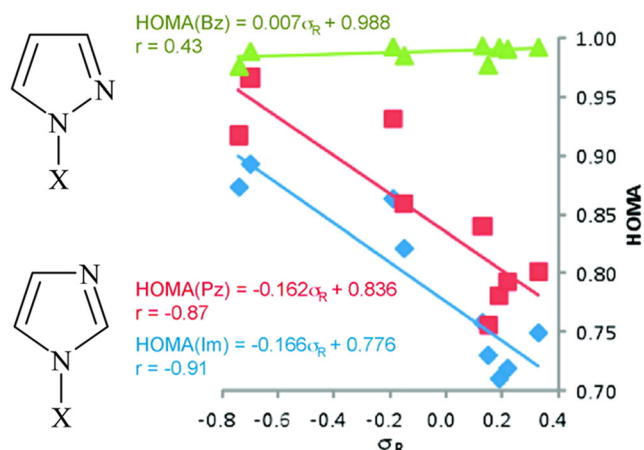 HOMA(Bz) = 0.007σR + 0.988
r = 0.43
N
N
X
N
N
X
HOMA(Pz) = -0.162σR + 0.836
r = -0.87
HOMA(Im) = -0.166σR + 0.776
r = -0.91
1.00
0.95
0.90
0.85
0.80
0.75
0.70
HOMA
-0.8 -0.6 -0.4 -0.2 0.0 0.2 0.4
σR